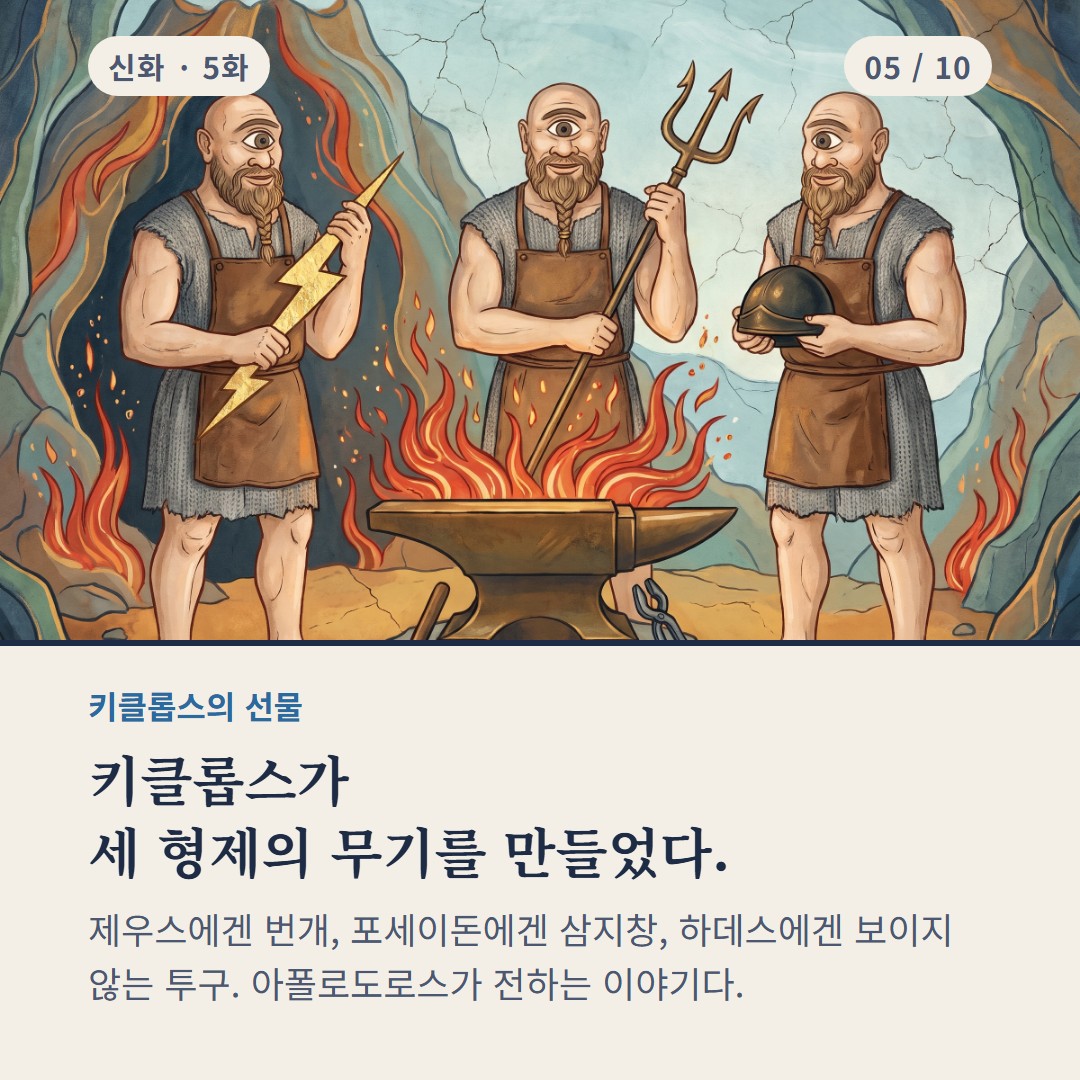 신화 · 5화
05 / 10
키클롭스의 선물
키클롭스가
세 형제의 무기를 만들었다.
제우스에겐 번개, 포세이돈에겐 삼지창, 하데스에겐 보이지
않는 투구. 아폴로도로스가 전하는 이야기다.